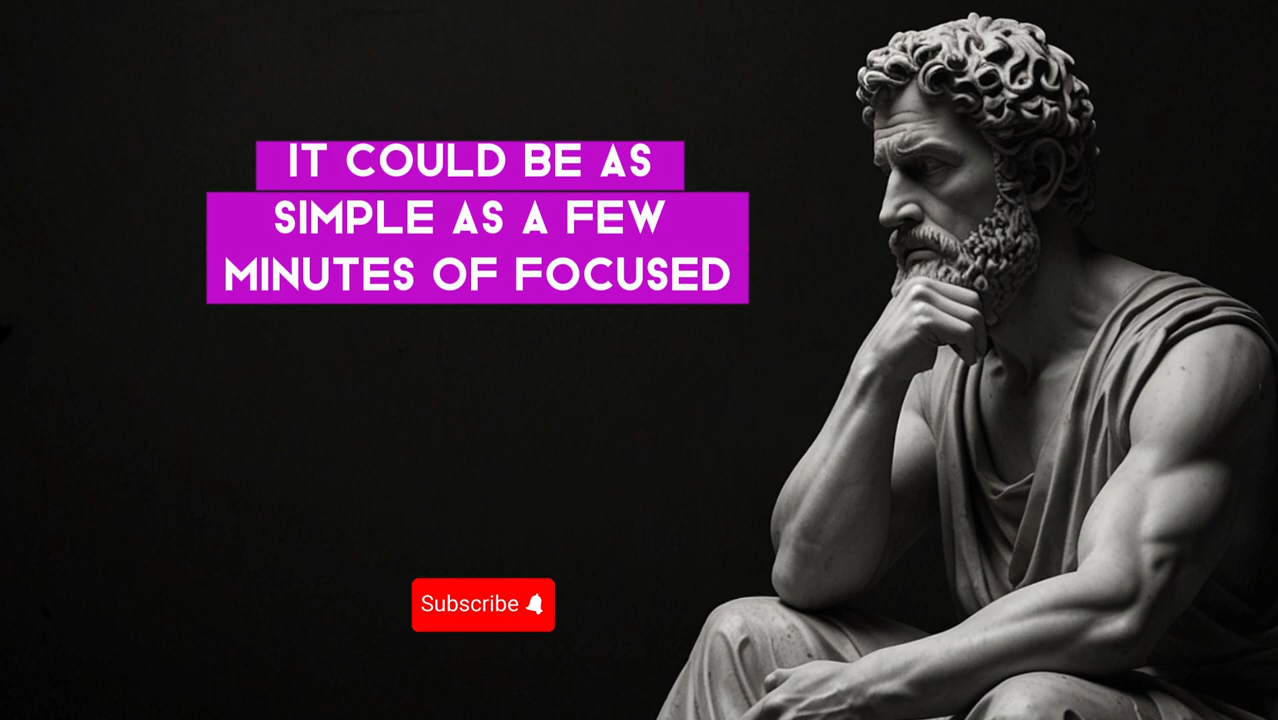 IT COULD BE AS
SIMPLE AS A FEW
MINUTES OF FOCUSED
Subscribe